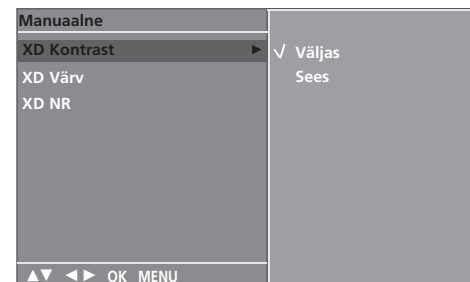 Manuaalne
XD Kontrast ►
XD Värv
XD NR
√ Väljas
Sees
▲▼ ◄► OK MENU